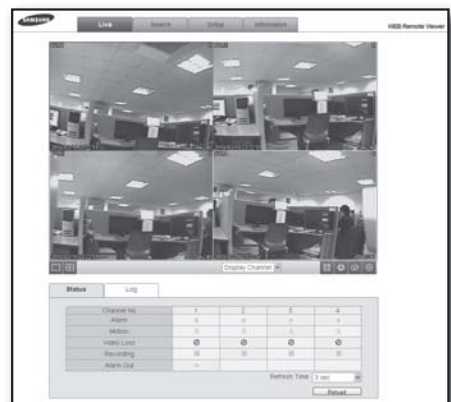 SAMSUNG
Live Search Setup Information
WEB Remote Viewer
Display Channel
Status Log
Channel No 1 2 3 4
Alarm
Motion
Video Lost
Recording
Alarm Out
Refresh Time 3 sec
Reload